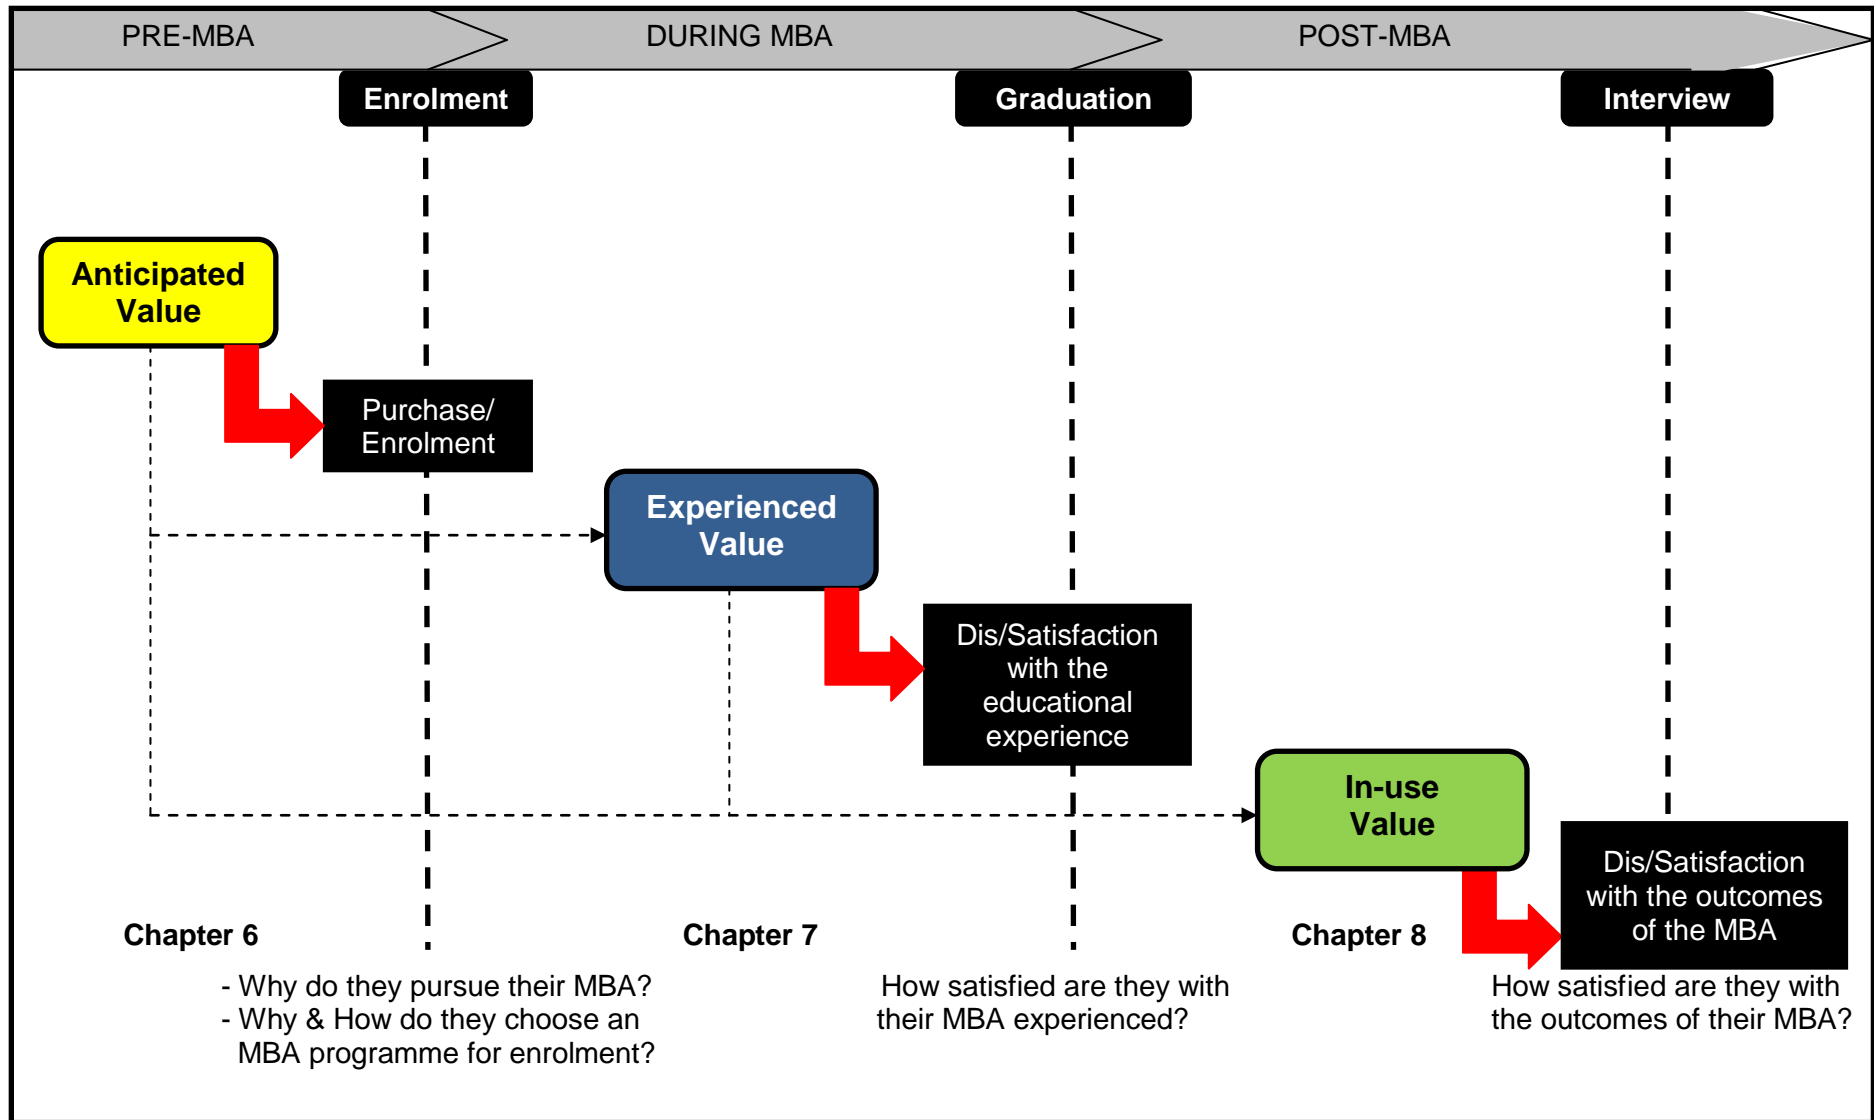 PRE-MBA
DURING MBA
POST-MBA
Enrolment
Graduation
Interview
Anticipated
Value
Purchase/
Enrolment
Experienced
Value
Dis/Satisfaction
with the
educational
experience
In-use
Value
Dis/Satisfaction
with the outcomes
of the MBA
Chapter 6
Chapter 7
Chapter 8
- Why do they pursue their MBA?
- Why & How do they choose an
MBA programme for enrolment?
How satisfied are they with
their MBA experienced?
How satisfied are they with
the outcomes of their MBA?